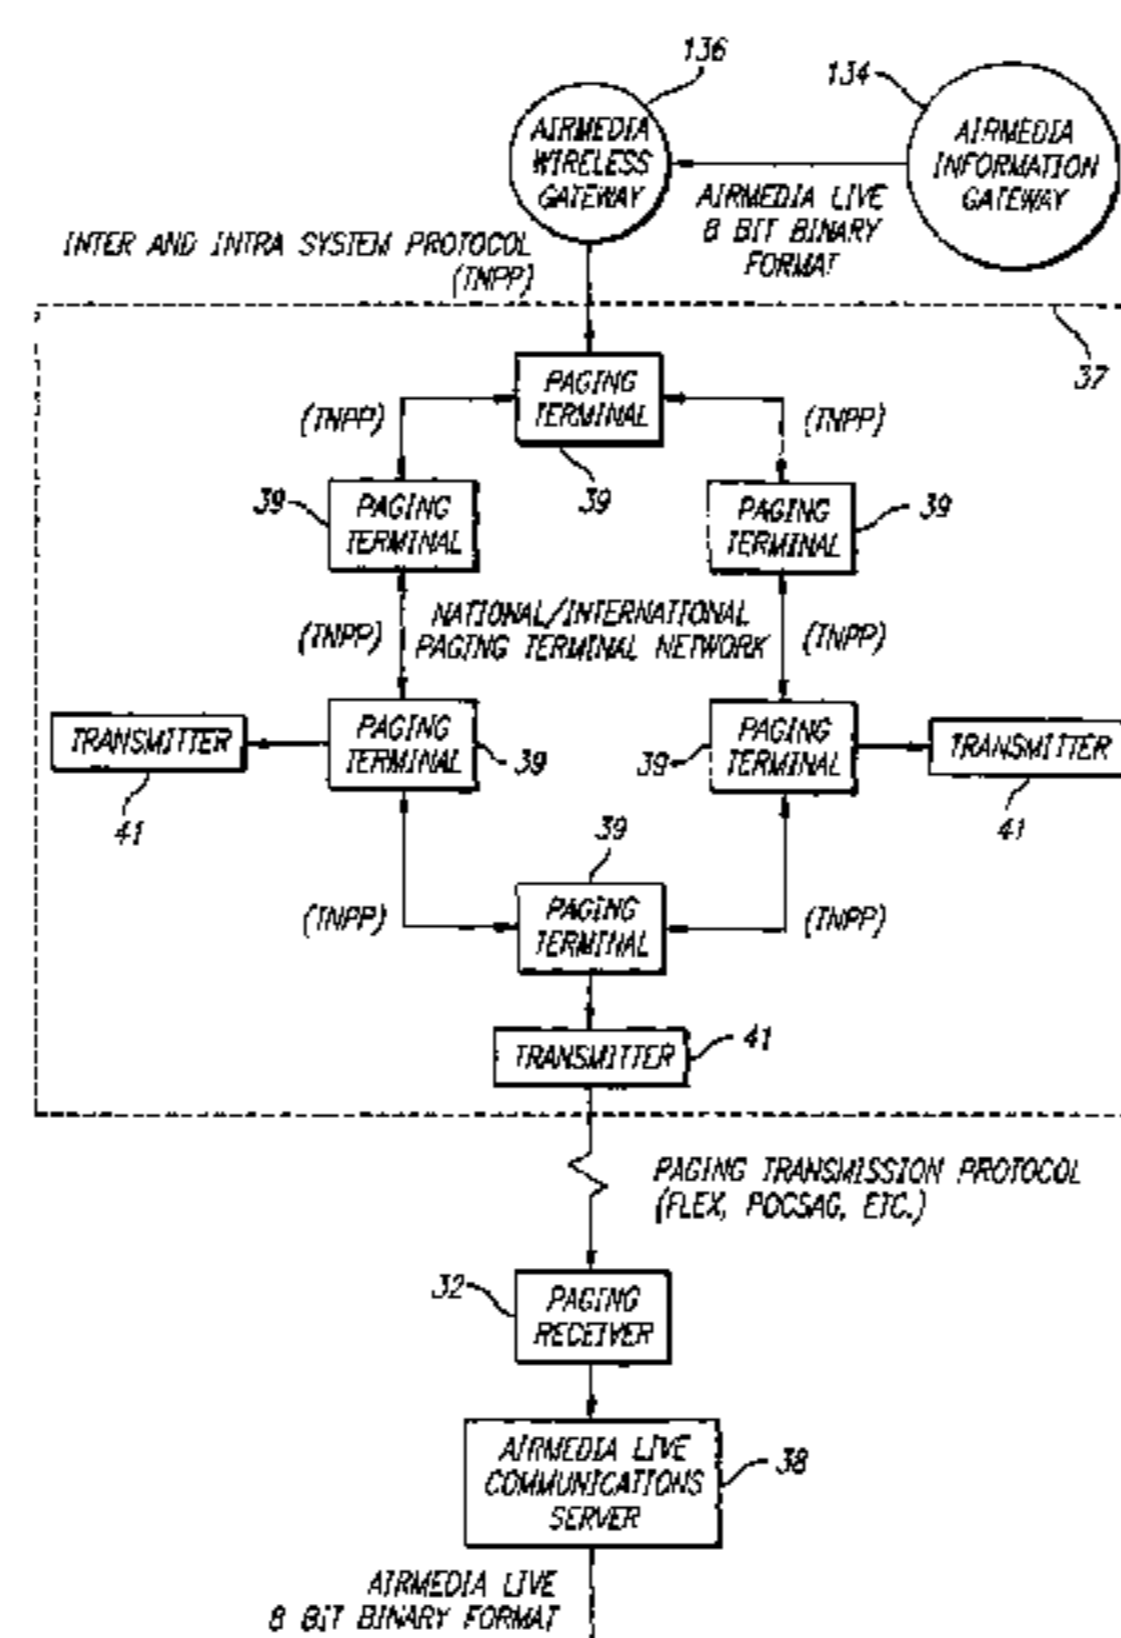 136
134
AIRMEDIA
WIRELESS
GATEWAY
AIRMEDIA
INFORMATION
GATEWAY
AIRMEDIA LIVE
8 BIT BINARY
FORMAT
INTER AND INTRA SYSTEM PROTOCOL
(TNPP)
37
PAGING
TERMINAL
(TNPP)
(TNPP)
39
39
PAGING
TERMINAL
PAGING
TERMINAL
39
NATIONAL/INTERNATIONAL
PAGING TERMINAL NETWORK
(TNPP)
(TNPP)
TRANSMITTER
41
PAGING
TERMINAL
39
39
PAGING
TERMINAL
TRANSMITTER
41
39
(TNPP)
PAGING
TERMINAL
(TNPP)
TRANSMITTER
41
PAGING TRANSMISSION PROTOCOL
(FLEX, POCSAG, ETC.)
32
PAGING
RECEIVER
AIRMEDIA LIVE
COMMUNICATIONS
SERVER
38
AIRMEDIA LIVE
8 BIT BINARY FORMAT